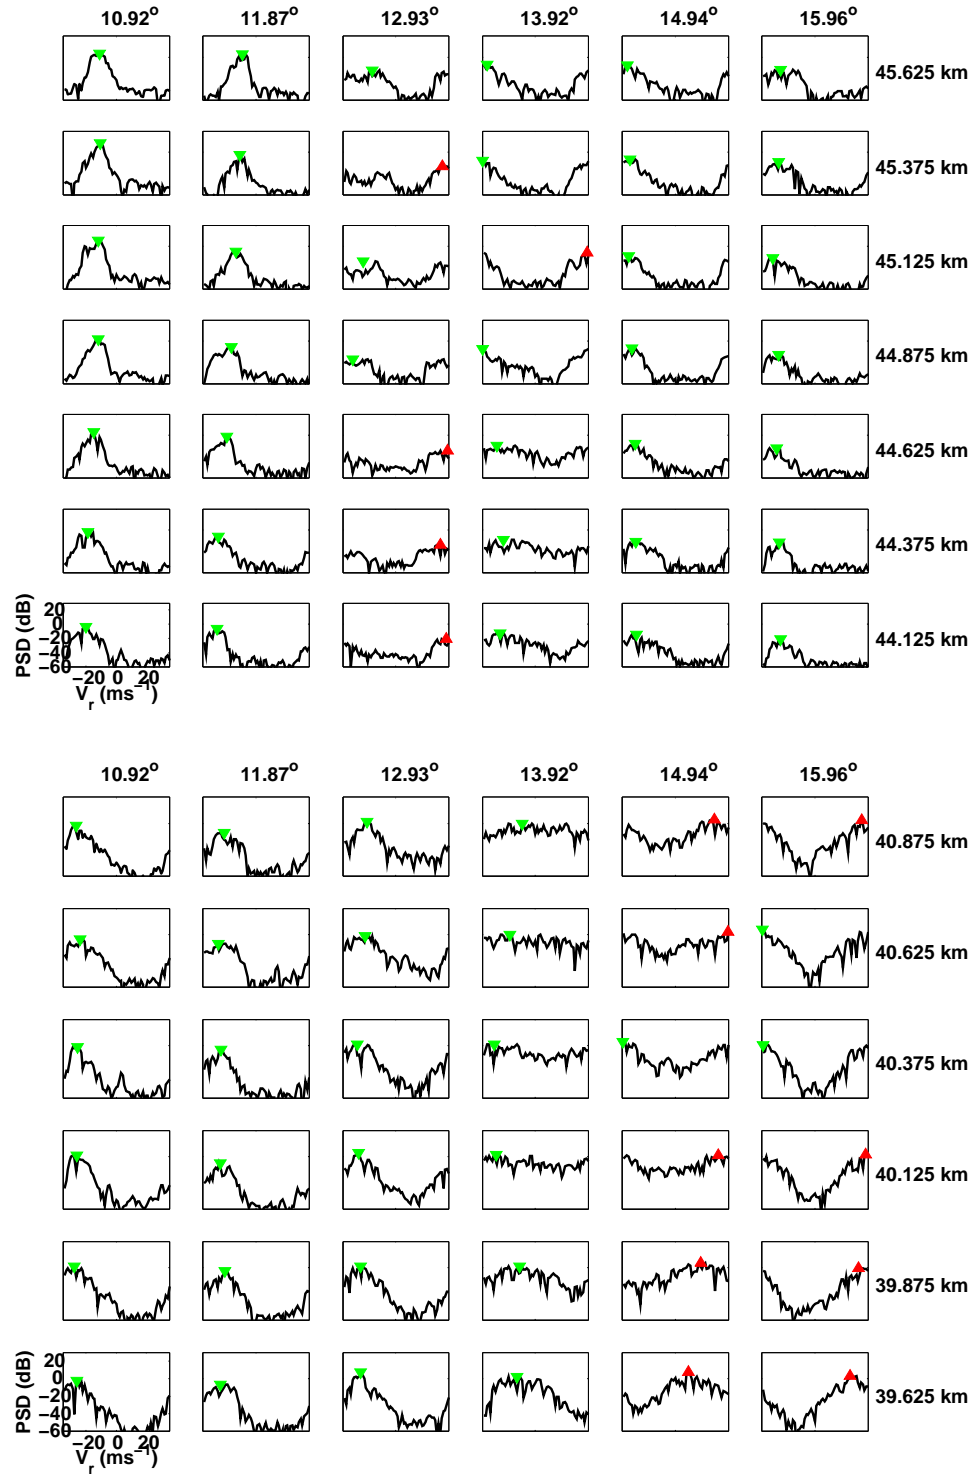 10.92° 11.87° 12.93° 13.92° 14.94° 15.96°
45.625 km
45.375 km
45.125 km
44.875 km
44.625 km
44.375 km
44.125 km
PSD (dB)
20
0
−20
−40
−60
−20 0 20
V_r (ms⁻¹)
10.92° 11.87° 12.93° 13.92° 14.94° 15.96°
40.875 km
40.625 km
40.375 km
40.125 km
39.875 km
39.625 km
PSD (dB)
20
0
−20
−40
−60
−20 0 20
V_r (ms⁻¹)